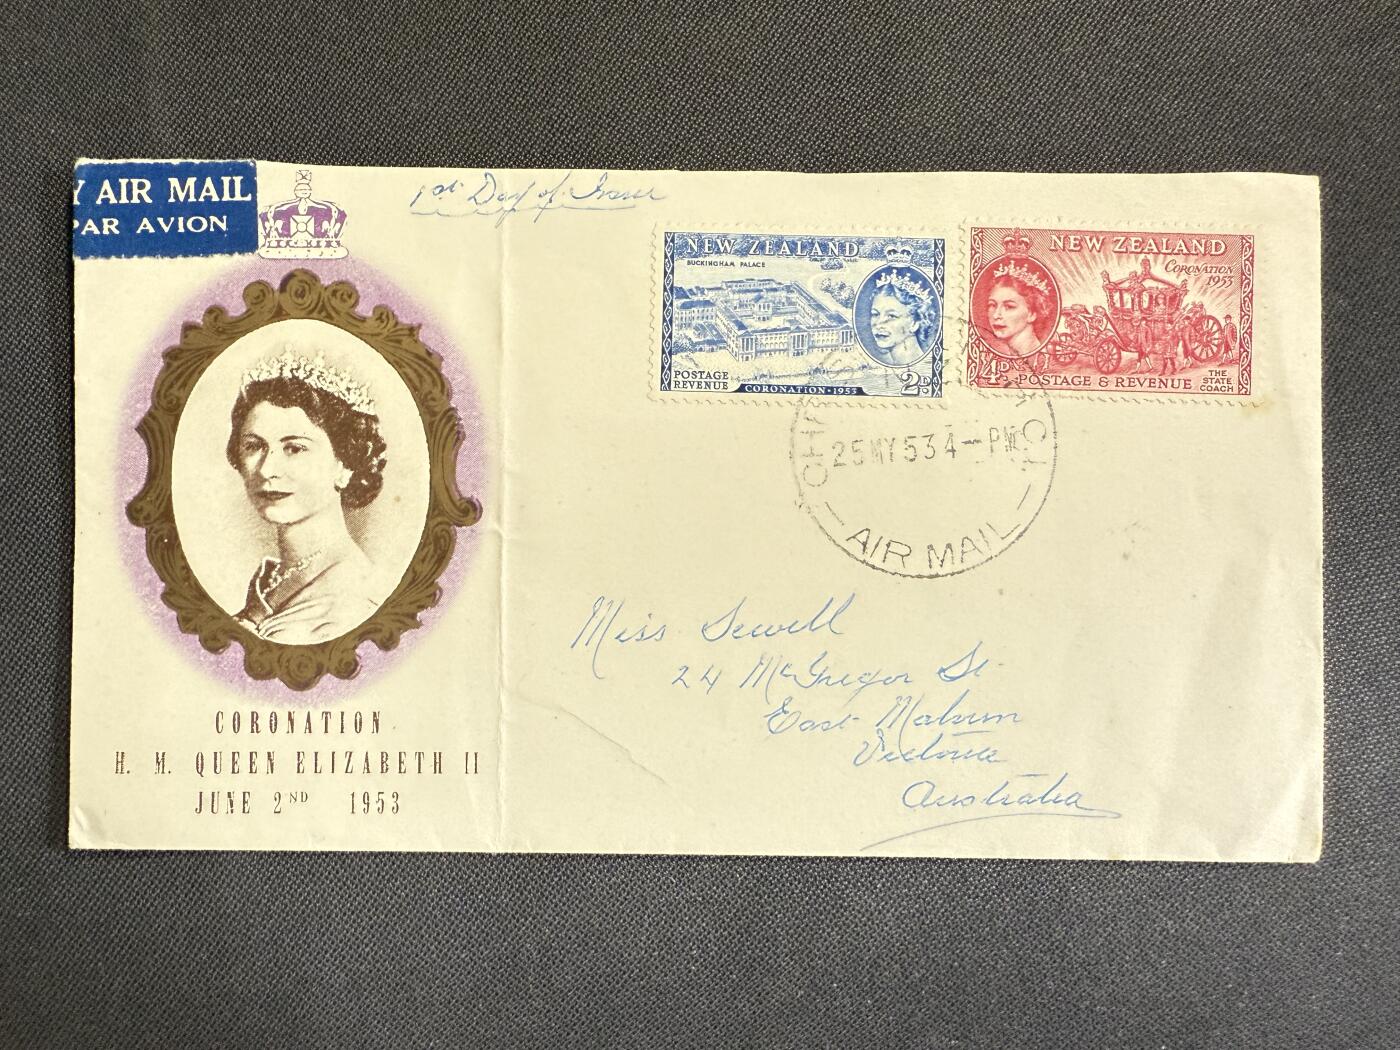 Y AIR MAIL
PAR AVION
1st Day of Issue
NEW ZEALAND
BUCKINGHAM PALACE
POSTAGE
REVENUE
CORONATION · 1953
2D
NEW ZEALAND
CORONATION
1953
4D
POSTAGE & REVENUE
THE
STATE
COACH
25 MY 53 4 - PM
AIR MAIL
Miss Sewell
24 McGregor St
East Malvern
Victoria
Australia
CORONATION
H. M. QUEEN ELIZABETH II
JUNE 2ND 1953